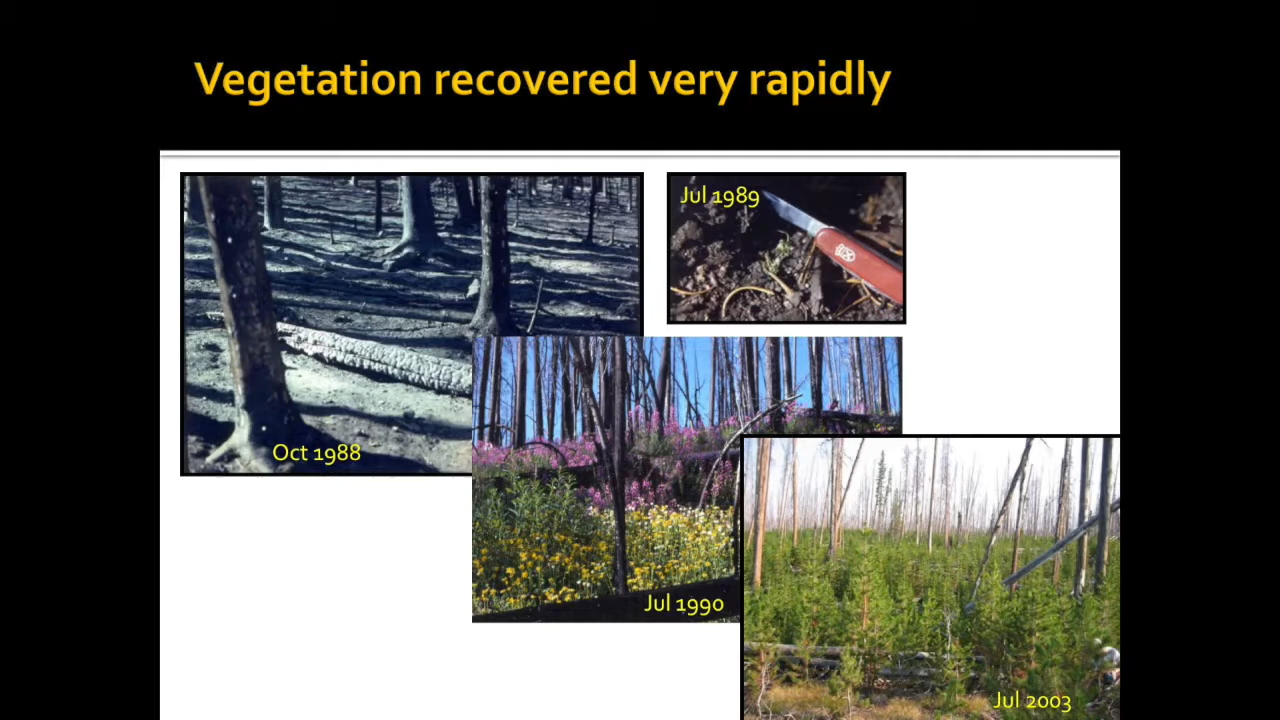 Vegetation recovered very rapidly
Jul 1989
Oct 1988
Jul 1990
Jul 2003